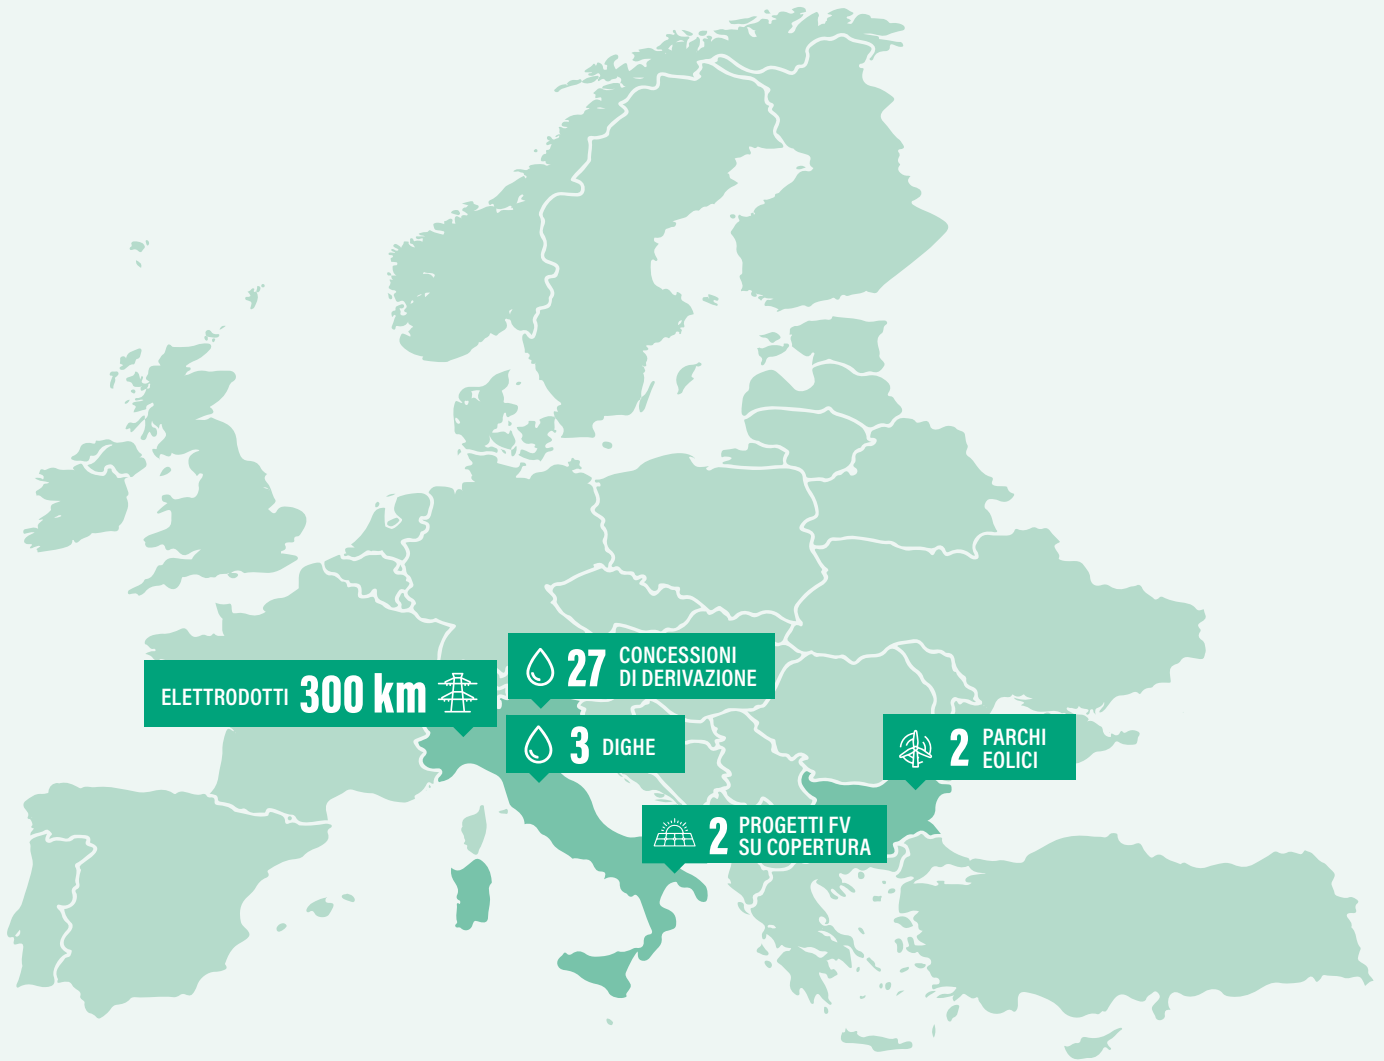 27 CONCESSIONI
DI DERIVAZIONE
ELETTRODOTTI 300 km
3 DIGHE
2 PARCHI
EOLICI
2 PROGETTI FV
SU COPERTURA